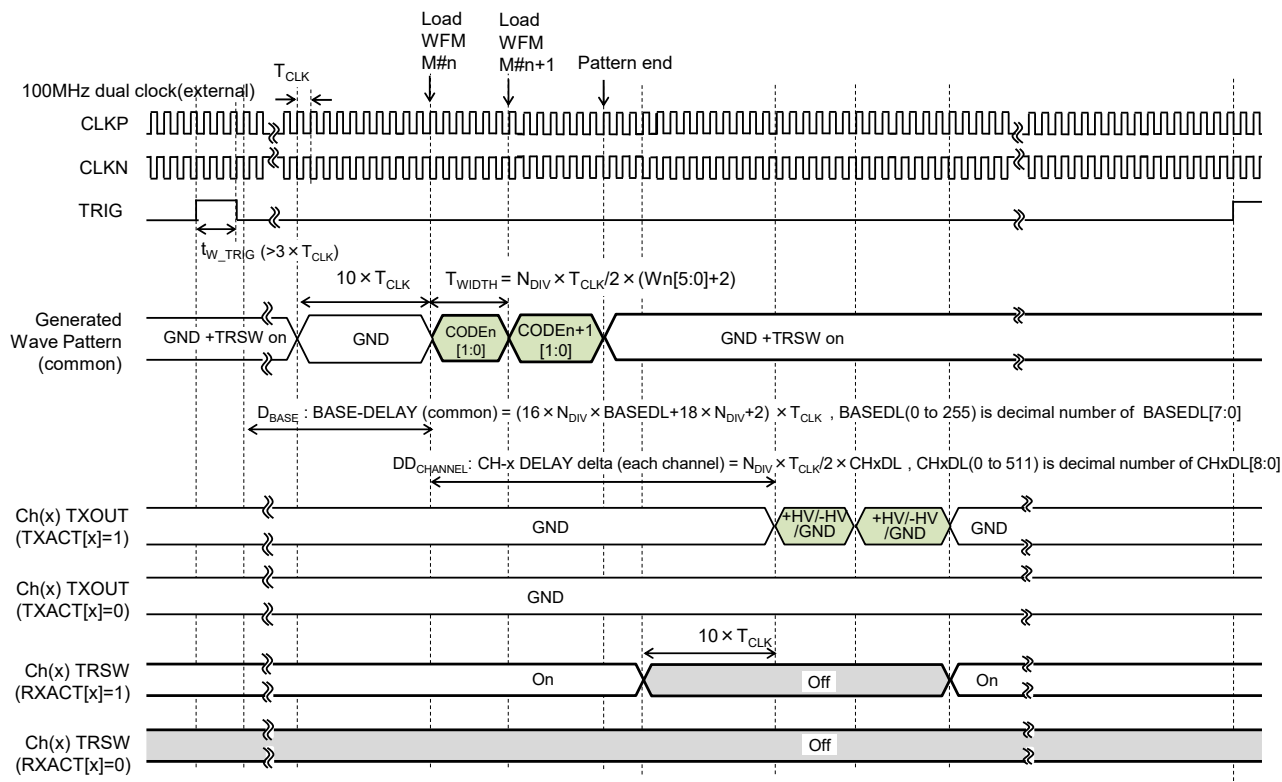 Load
WFM
M#n
Load
WFM
M#n+1
Pattern end
T_CLK
100MHz dual clock(external)
CLKP
CLKN
TRIG
t_W_TRIG (>3 × T_CLK)
10 × T_CLK
T_WIDTH = N_DIV × T_CLK/2 × (Wn[5:0]+2)
Generated
Wave Pattern
(common)
GND +TRSW on
GND
CODEn
[1:0]
CODEn+1
[1:0]
GND +TRSW on
D_BASE : BASE-DELAY (common) = (16 × N_DIV × BASEDL+18 × N_DIV+2) × T_CLK , BASEDL(0 to 255) is decimal number of BASEDL[7:0]
DD_CHANNEL: CH-x DELAY delta (each channel) = N_DIV × T_CLK/2 × CHxDL , CHxDL(0 to 511) is decimal number of CHxDL[8:0]
Ch(x) TXOUT
(TXACT[x]=1)
GND
+HV/-HV
/GND
+HV/-HV
/GND
GND
Ch(x) TXOUT
(TXACT[x]=0)
GND
10 × T_CLK
Ch(x) TRSW
(RXACT[x]=1)
On
Off
On
Ch(x) TRSW
(RXACT[x]=0)
Off